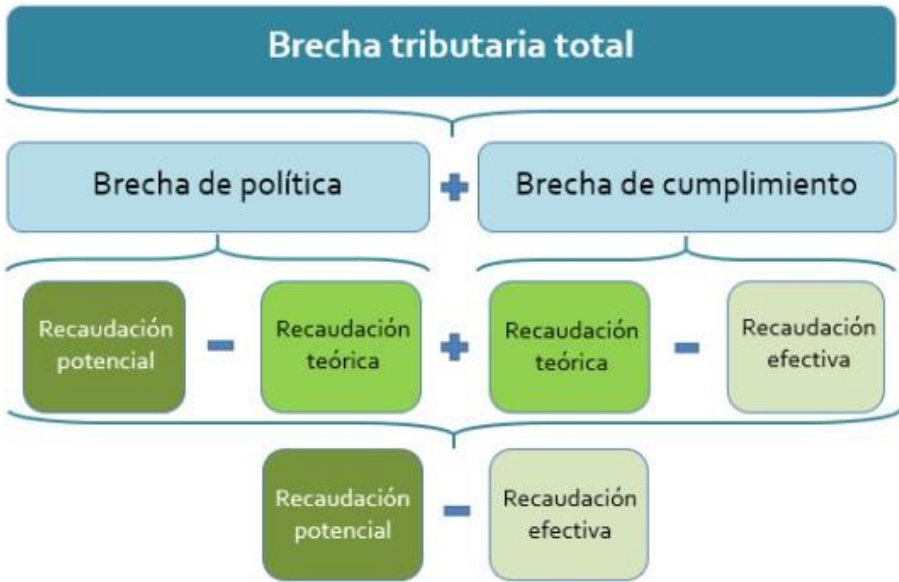 Brecha tributaria total
Brecha de política
+
Brecha de cumplimiento
Recaudación
potencial
-
Recaudación
teórica
+
Recaudación
teórica
-
Recaudación
efectiva
Recaudación
potencial
-
Recaudación
efectiva